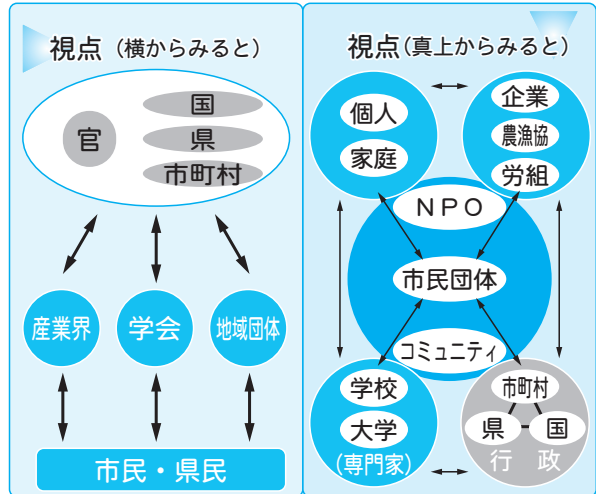 視点（横からみると）
官
国
県
市町村
産業界
学会
地域団体
市民・県民
視点（真上からみると）
個人
家庭
企業
農漁協
労組
ＮＰＯ
市民団体
コミュニティ
学校
大学
（専門家）
市町村
県
国
行 政